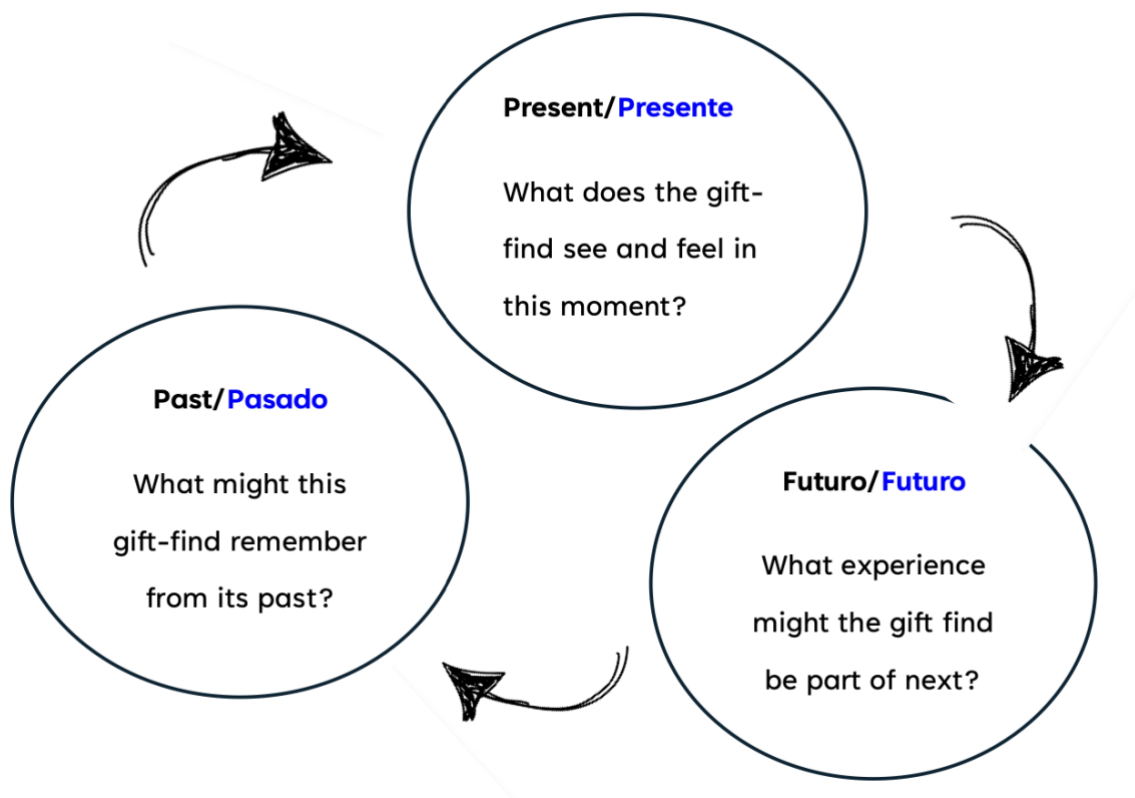 Present/Presente
What does the gift-
find see and feel in
this moment?
Past/Pasado
What might this
gift-find remember
from its past?
Futuro/Futuro
What experience
might the gift find
be part of next?